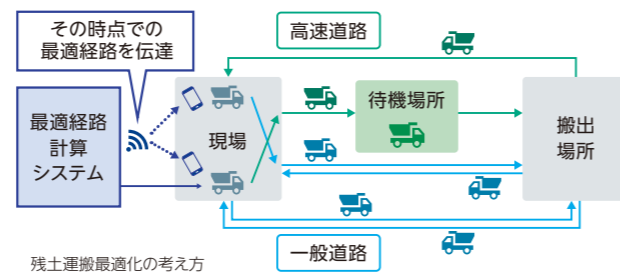 その時点での
最適経路を伝達
高速道路
最適経路
計算
システム
現場
待機場所
搬出
場所
一般道路
残土運搬最適化の考え方